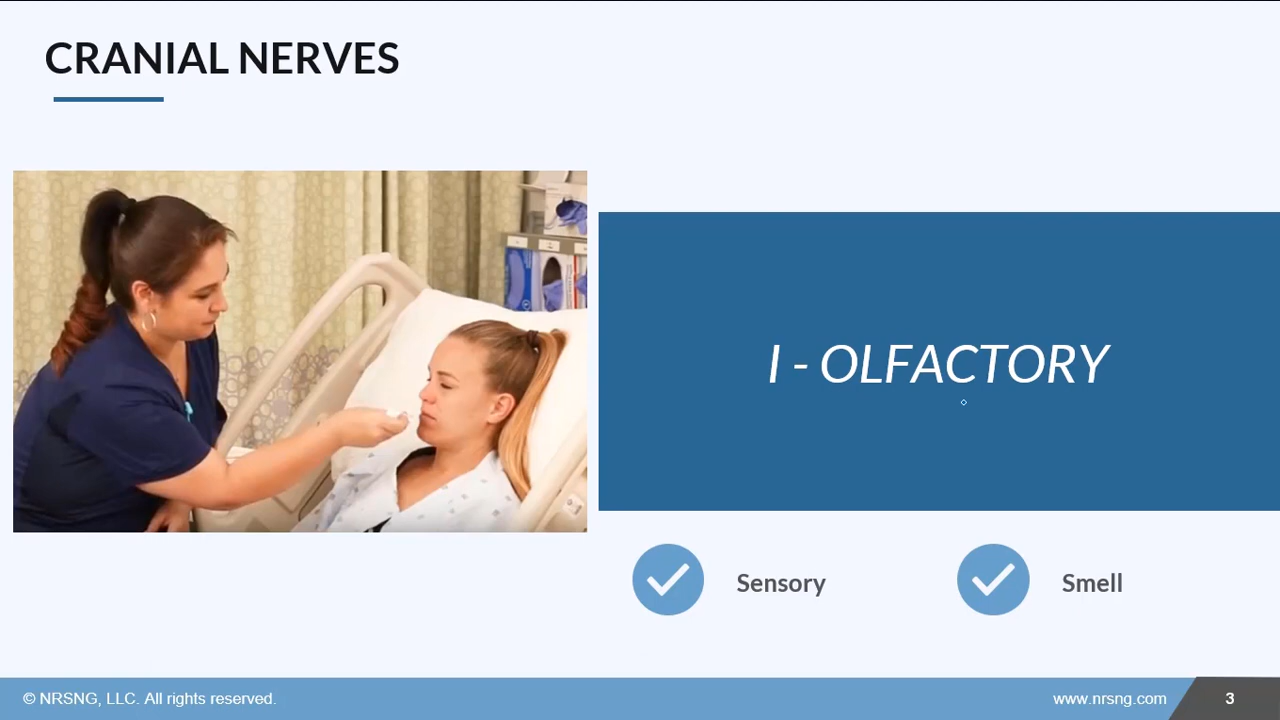 CRANIAL NERVES
I - OLFACTORY
Sensory
Smell
© NRSNG, LLC. All rights reserved.
www.nrsng.com
3